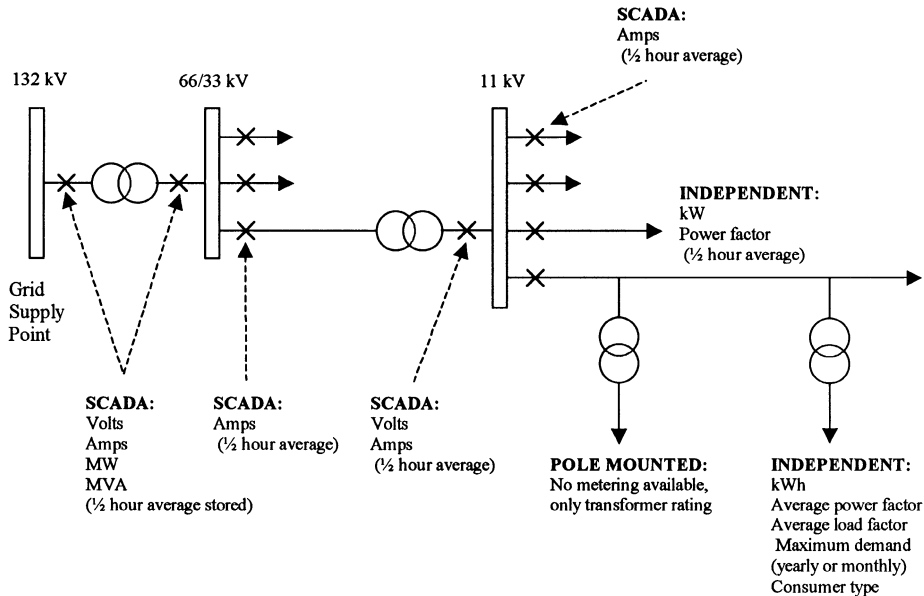 SCADA:
Amps
(½ hour average)
132 kV
66/33 kV
11 kV
INDEPENDENT:
kW
Power factor
(½ hour average)
Grid
Supply
Point
SCADA:
Volts
Amps
MW
MVA
(½ hour average stored)
SCADA:
Amps
(½ hour average)
SCADA:
Volts
Amps
(½ hour average)
POLE MOUNTED:
No metering available,
only transformer rating
INDEPENDENT:
kWh
Average power factor
Average load factor
Maximum demand
(yearly or monthly)
Consumer type